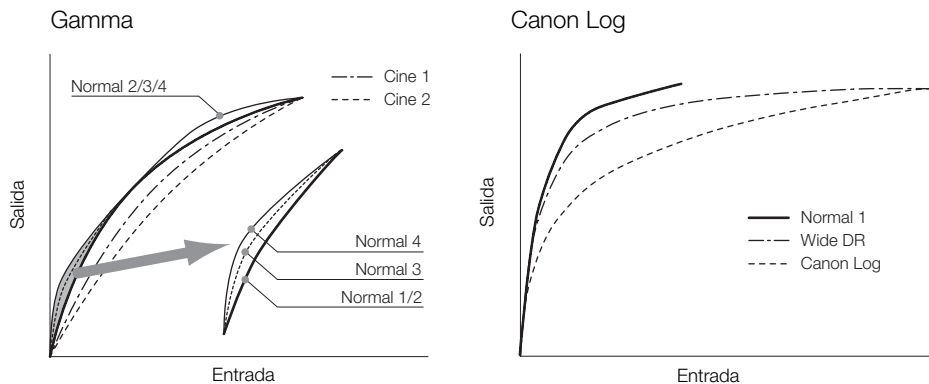 Gamma
Normal 2/3/4
Cine 1
Cine 2
Salida
Normal 4
Normal 3
Normal 1/2
Entrada
Canon Log
Salida
Normal 1
Wide DR
Canon Log
Entrada